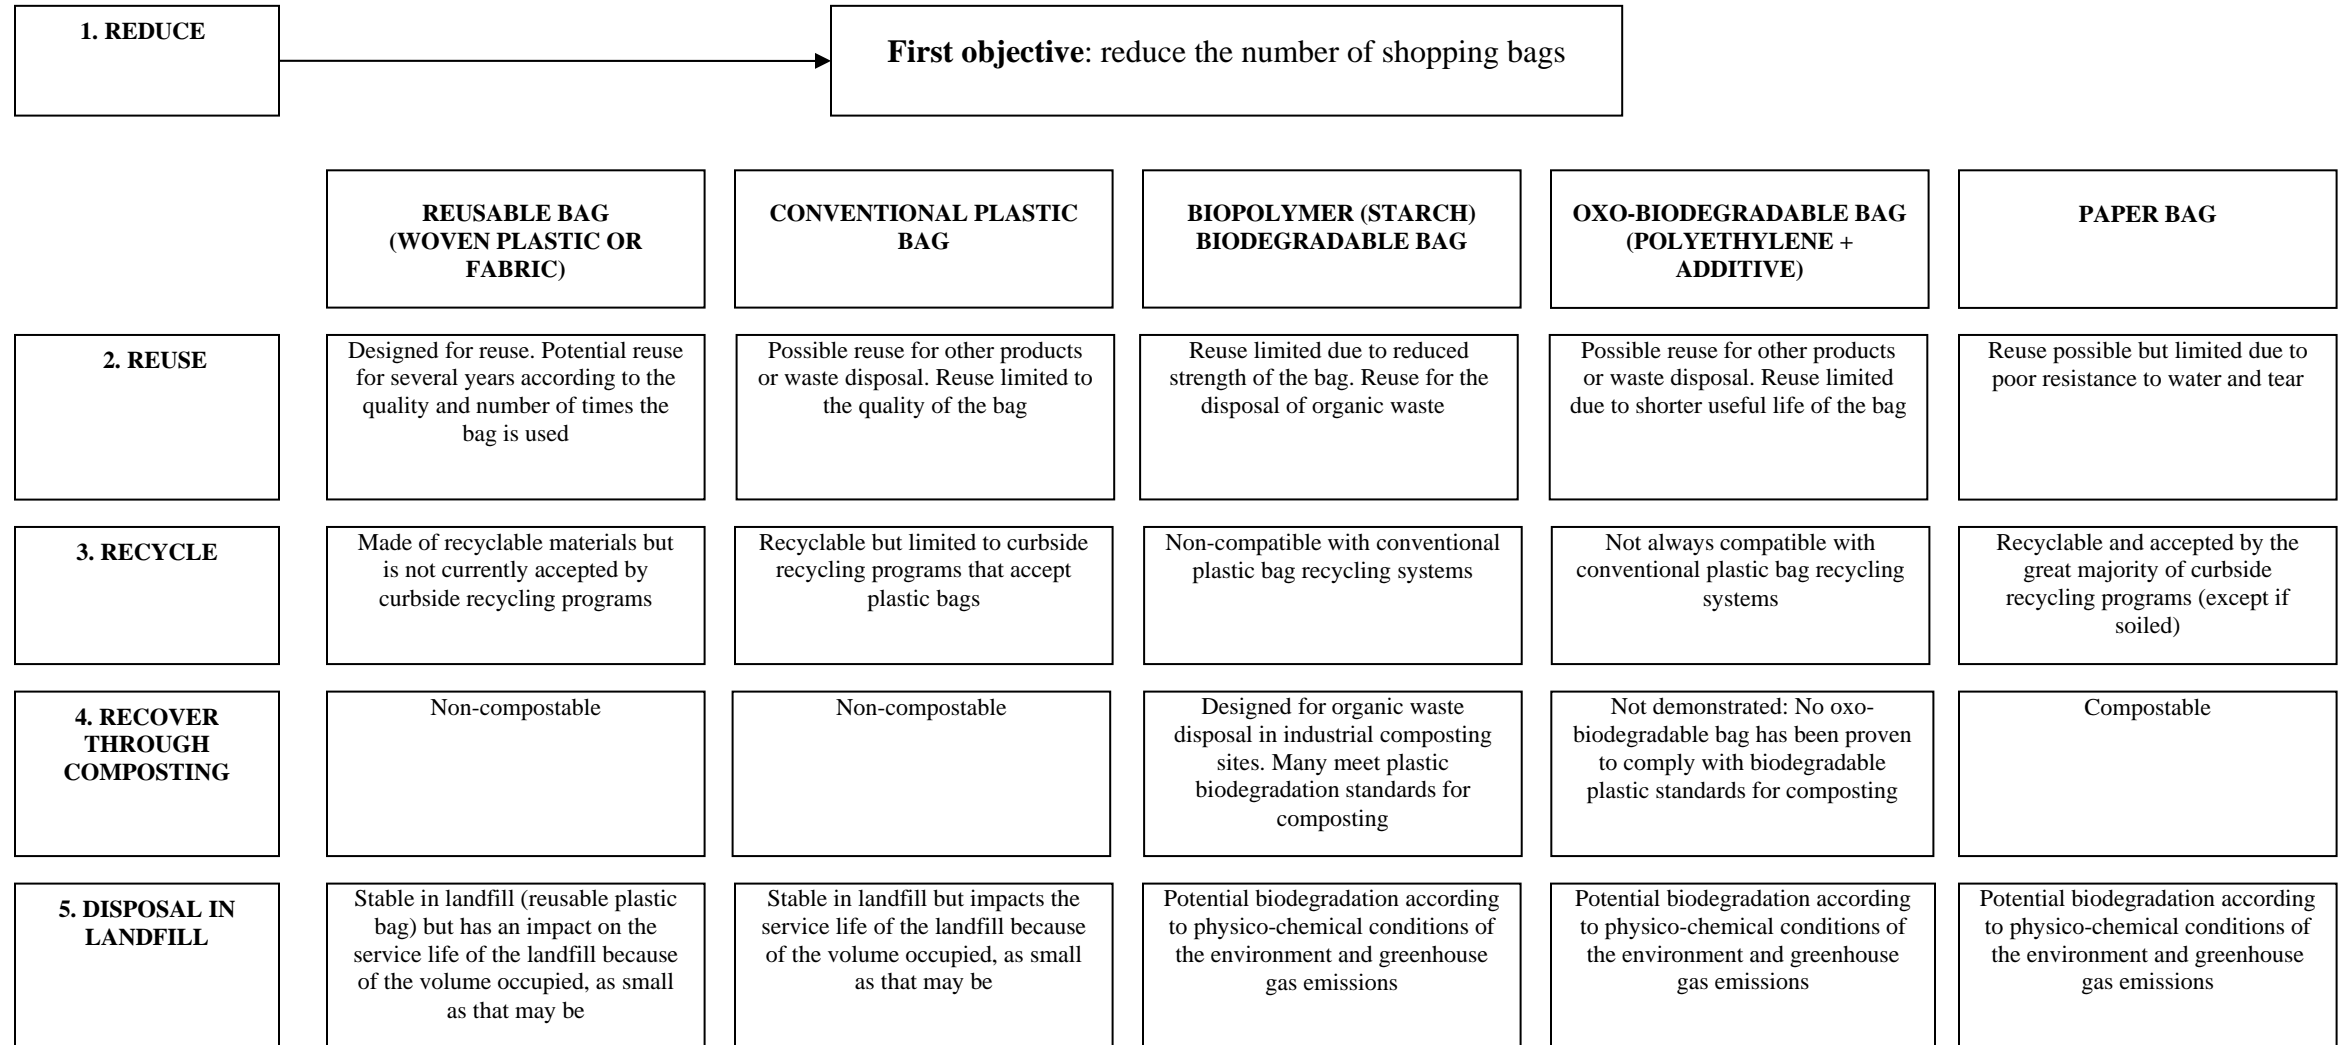 1. REDUCE
First objective: reduce the number of shopping bags
REUSABLE BAG
(WOVEN PLASTIC OR
FABRIC)
CONVENTIONAL PLASTIC
BAG
BIOPOLYMER (STARCH)
BIODEGRADABLE BAG
OXO-BIODEGRADABLE BAG
(POLYETHYLENE +
ADDITIVE)
PAPER BAG
2. REUSE
Designed for reuse. Potential reuse
for several years according to the
quality and number of times the
bag is used
Possible reuse for other products
or waste disposal. Reuse limited to
the quality of the bag
Reuse limited due to reduced
strength of the bag. Reuse for the
disposal of organic waste
Possible reuse for other products
or waste disposal. Reuse limited
due to shorter useful life of the bag
Reuse possible but limited due to
poor resistance to water and tear
3. RECYCLE
Made of recyclable materials but
is not currently accepted by
curbside recycling programs
Recyclable but limited to curbside
recycling programs that accept
plastic bags
Non-compatible with conventional
plastic bag recycling systems
Not always compatible with
conventional plastic bag recycling
systems
Recyclable and accepted by the
great majority of curbside
recycling programs (except if
soiled)
4. RECOVER
THROUGH
COMPOSTING
Non-compostable
Non-compostable
Designed for organic waste
disposal in industrial composting
sites. Many meet plastic
biodegradation standards for
composting
Not demonstrated: No oxo-
biodegradable bag has been proven
to comply with biodegradable
plastic standards for composting
Compostable
5. DISPOSAL IN
LANDFILL
Stable in landfill (reusable plastic
bag) but has an impact on the
service life of the landfill because
of the volume occupied, as small
as that may be
Stable in landfill but impacts the
service life of the landfill because
of the volume occupied, as small
as that may be
Potential biodegradation according
to physico-chemical conditions of
the environment and greenhouse
gas emissions
Potential biodegradation according
to physico-chemical conditions of
the environment and greenhouse
gas emissions
Potential biodegradation according
to physico-chemical conditions of
the environment and greenhouse
gas emissions